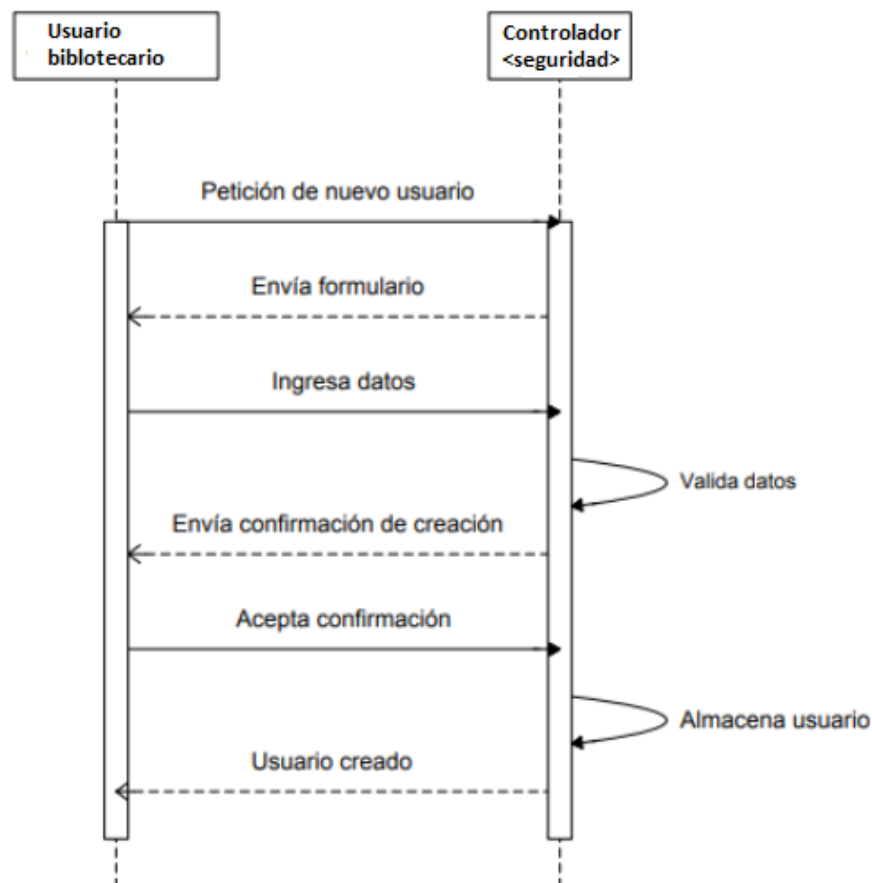 Usuario
biblotecario
Controlador
<seguridad>
Petición de nuevo usuario
Envía formulario
Ingresa datos
Valida datos
Envía confirmación de creación
Acepta confirmación
Almacena usuario
Usuario creado